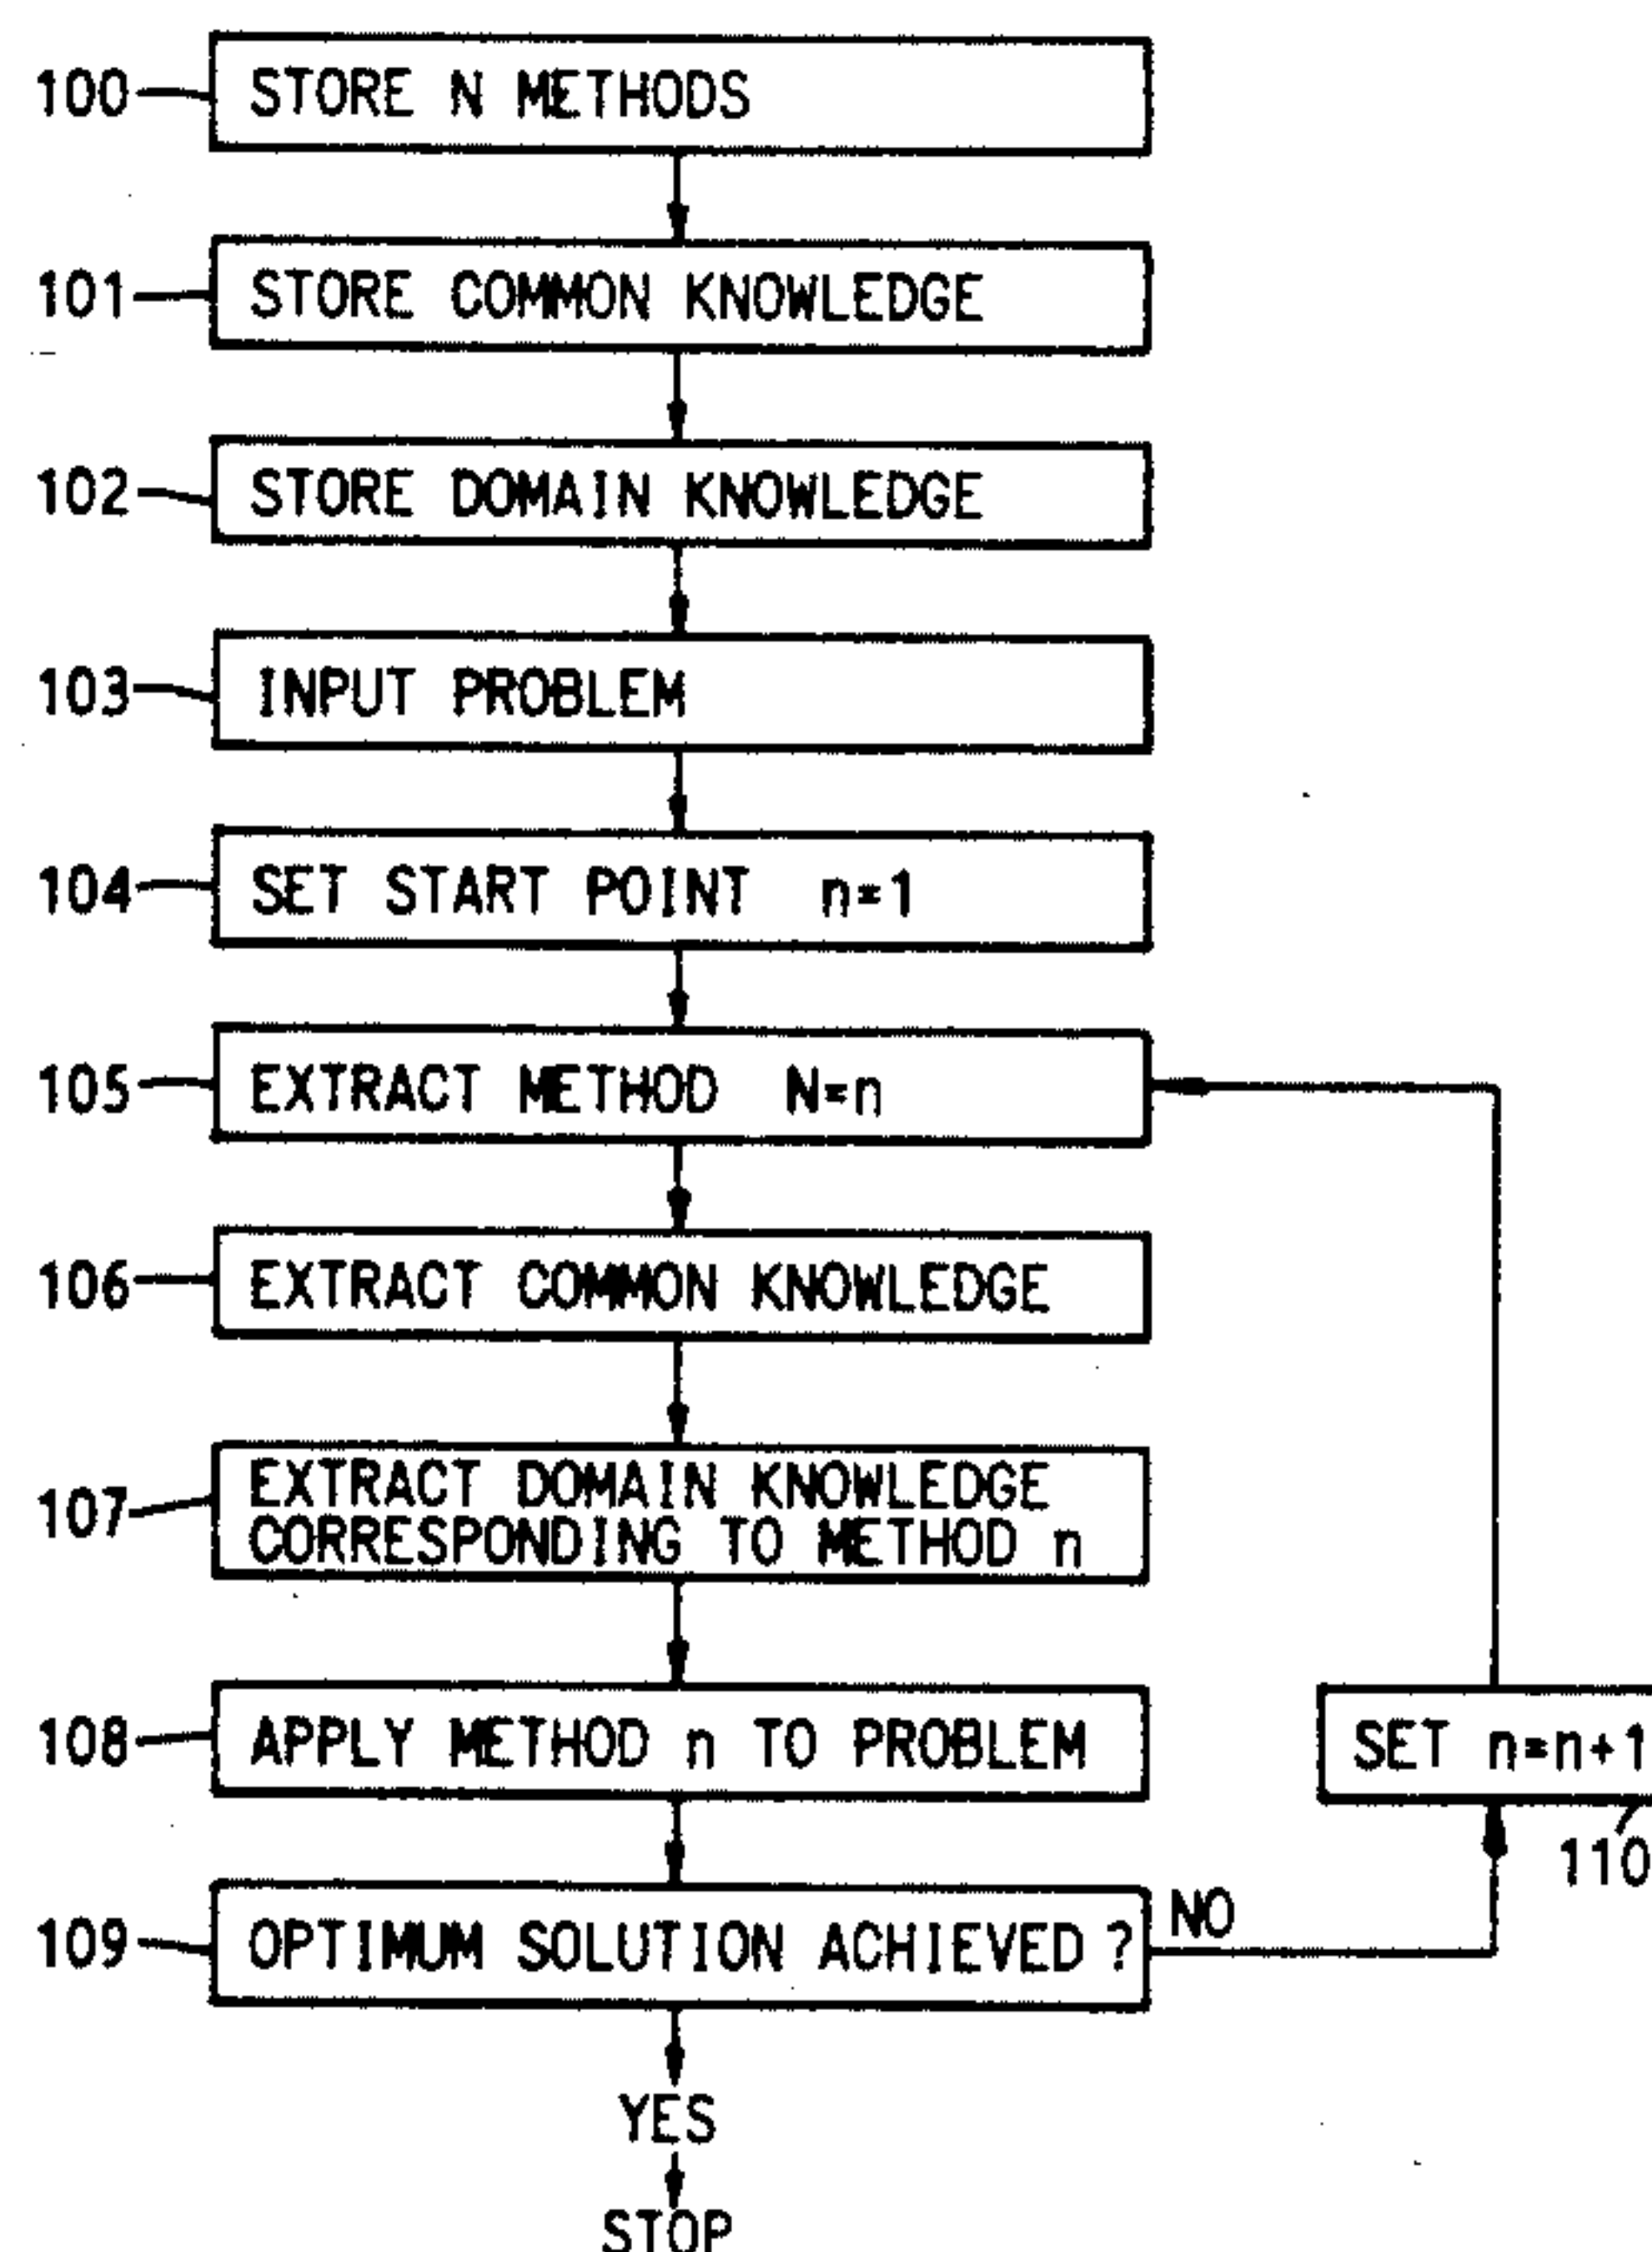 100 STORE N METHODS
101 STORE COMMON KNOWLEDGE
102 STORE DOMAIN KNOWLEDGE
103 INPUT PROBLEM
104 SET START POINT n=1
105 EXTRACT METHOD N=n
106 EXTRACT COMMON KNOWLEDGE
107 EXTRACT DOMAIN KNOWLEDGE
CORRESPONDING TO METHOD n
108 APPLY METHOD n TO PROBLEM
SET n=n+1
110
109 OPTIMUM SOLUTION ACHIEVED ?
NO
YES
STOP